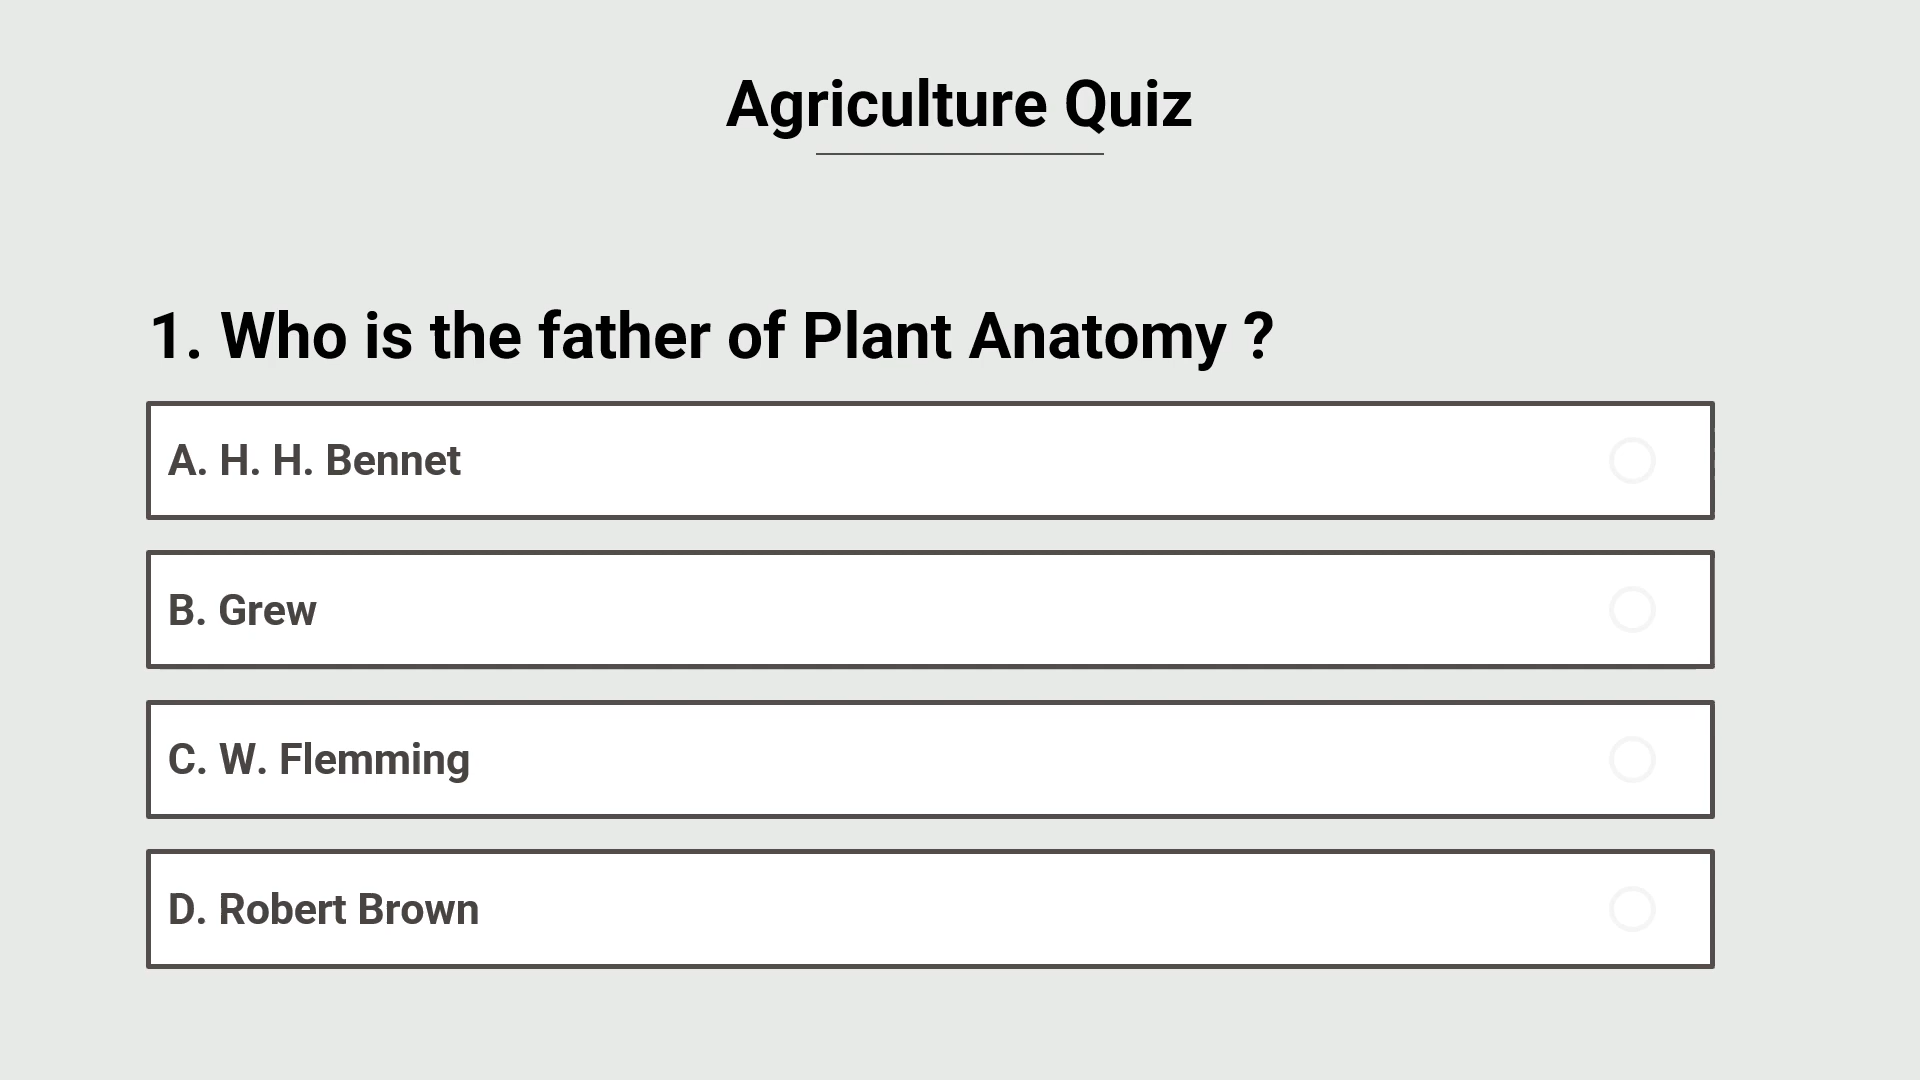 Agriculture Quiz
1. Who is the father of Plant Anatomy ?
A. H. H. Bennet
B. Grew
C. W. Flemming
D. Robert Brown